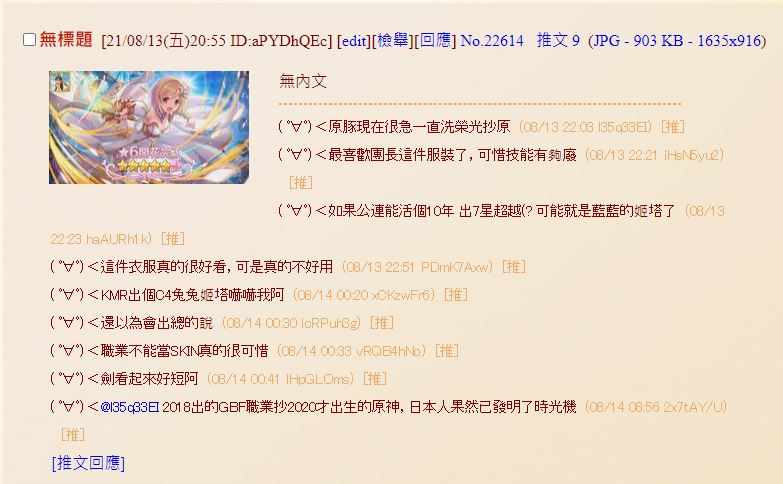 無標題 [21/08/13(五)20:55 ID:aPYDhQEc] [edit][檢舉][回應] No.22614 推文 9 (JPG - 903 KB - 1635x916)
無內文
★6開花完成
( ˚∀˚)＜原豚現在很急一直洗榮光抄原 (08/13 22:03 l35q33EI) [推]
( ˚∀˚)＜最喜歡團長這件服裝了, 可惜技能有夠廢 (08/13 22:21 iHsN5yu2)
[推]
( ˚∀˚)＜如果公連能活個10年 出7星超越(? 可能就是藍藍的姬塔了 (08/13
22:23 haAURh1k) [推]
( ˚∀˚)＜這件衣服真的很好看, 可是真的不好用 (08/13 22:51 PDmK7Axw) [推]
( ˚∀˚)＜KMR出個C4兔兔姬塔嚇嚇我阿 (08/14 00:20 xCKzwFr6) [推]
( ˚∀˚)＜還以為會出總的說 (08/14 00:30 lcRPuh3g) [推]
( ˚∀˚)＜職業不能當SKIN真的很可惜 (08/14 00:33 vRQB4hNo) [推]
( ˚∀˚)＜劍看起來好短阿 (08/14 00:41 lHpGLOms) [推]
( ˚∀˚)＜@l35q33EI 2018出的GBF職業抄2020才出生的原神, 日本人果然已發明了時光機 (08/14 08:56 2x7tAY/U)
[推]
[推文回應]